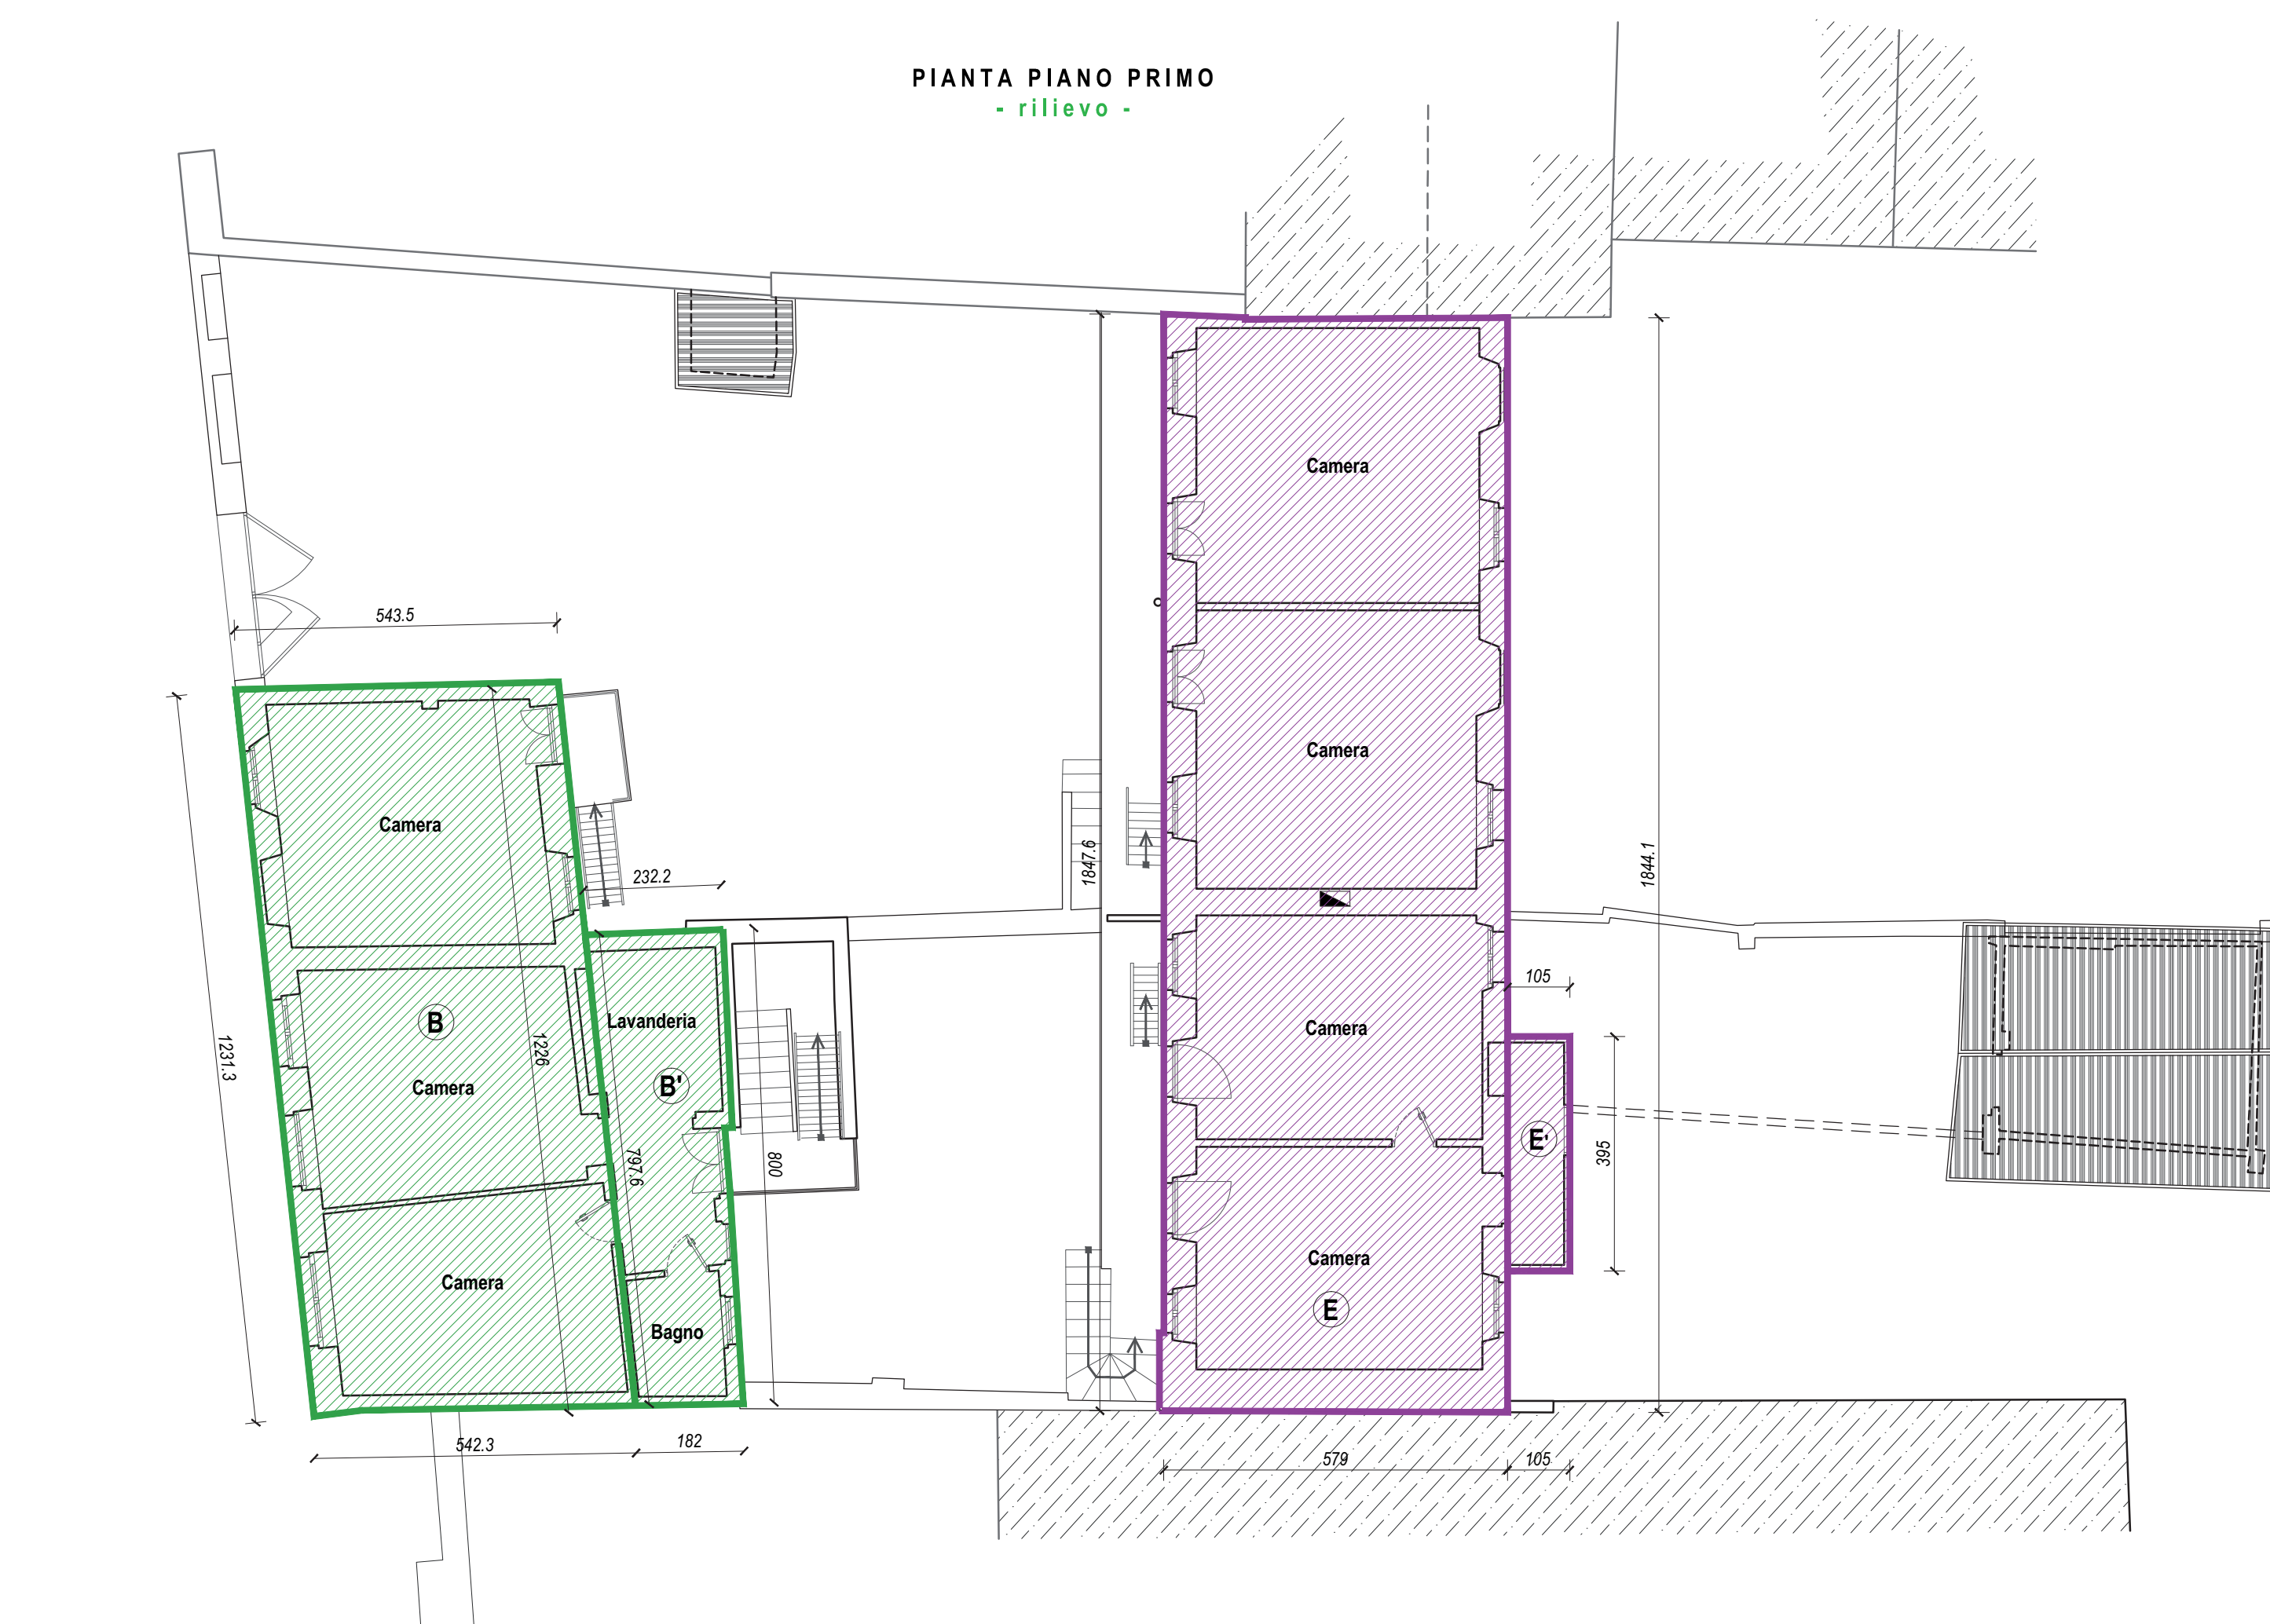 PIANTA PIANO PRIMO
- rilievo -
Camera
543.5
Camera
Camera
232.2
1847.6
1844.1
105
Lavanderia
B
Camera
1231.3
1226
B'
Camera
797.6
800
E'
395
Camera
Camera
E
Bagno
542.3
182
579
105